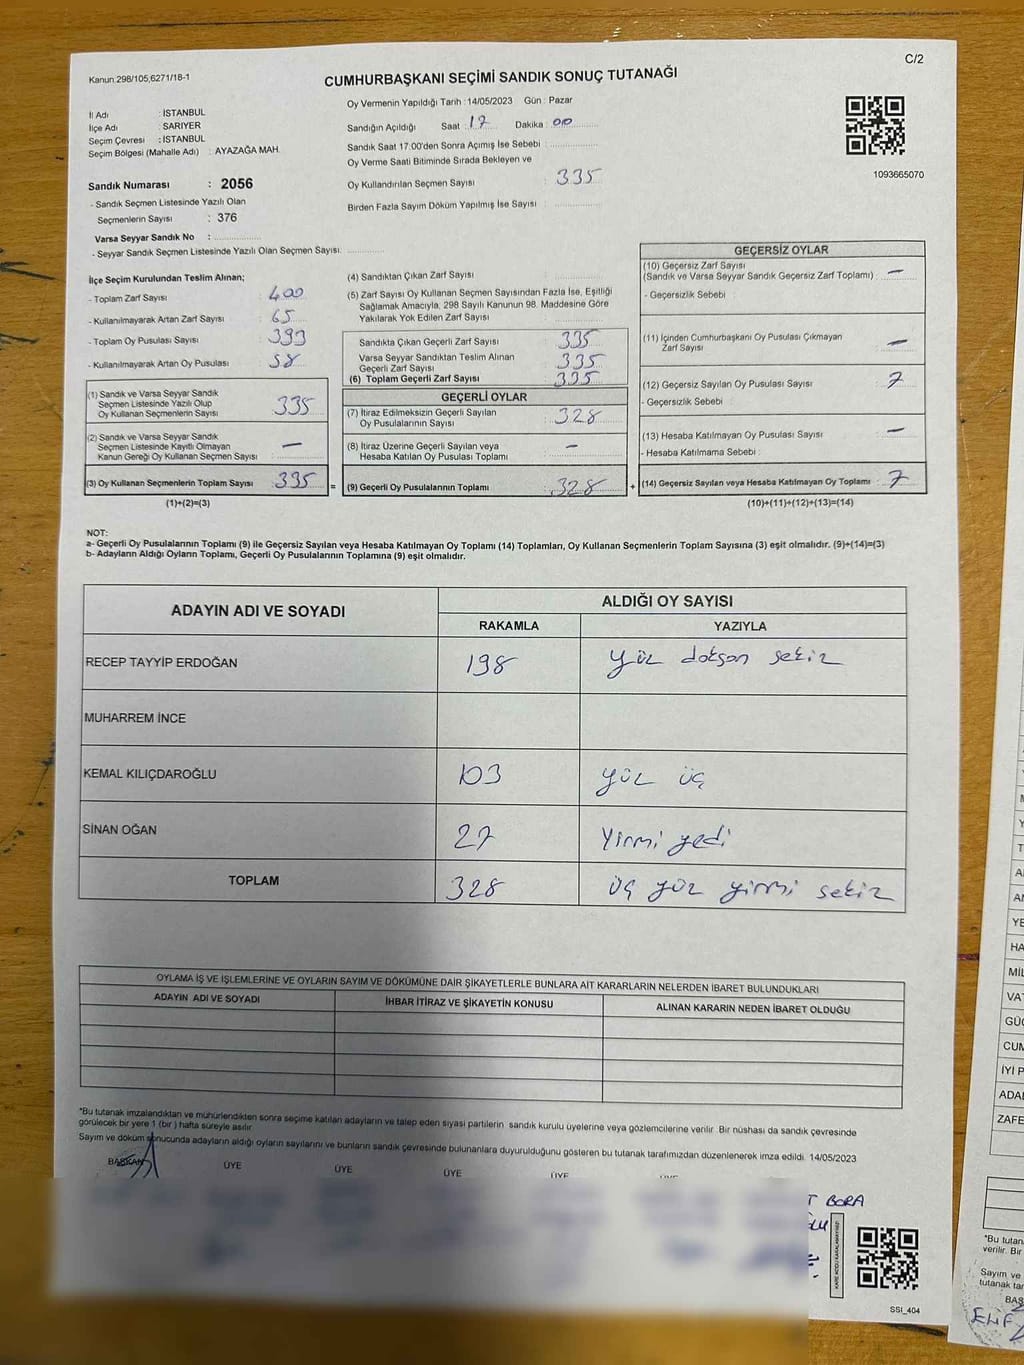 C/2
Kanun.298/105,6271/18-1
CUMHURBAŞKANI SEÇİMİ SANDIK SONUÇ TUTANAĞI
İl Adı : İSTANBUL
İlçe Adı : SARIYER
Seçim Çevresi : İSTANBUL
Seçim Bölgesi (Mahalle Adı) : AYAZAĞA MAH.
Sandık Numarası : 2056
- Sandık Seçmen Listesinde Yazılı Olan
Seçmenlerin Sayısı : 376
Varsa Seyyar Sandık No :
- Seyyar Sandık Seçmen Listesinde Yazılı Olan Seçmen Sayısı:
Oy Vermenin Yapıldığı Tarih : 14/05/2023 Gün : Pazar
Sandığın Açıldığı Saat : 17 Dakika : 00
Sandık Saat 17:00'den Sonra Açımış İse Sebebi :
Oy Verme Saati Bitiminde Sırada Bekleyen ve
Oy Kullandırılan Seçmen Sayısı : 335
Birden Fazla Sayım Döküm Yapılmış İse Sayısı :
1093665070
İlçe Seçim Kurulundan Teslim Alınan;
- Toplam Zarf Sayısı : 400
- Kullanılmayarak Artan Zarf Sayısı : 65
- Toplam Oy Pusulası Sayısı : 393
- Kullanılmayarak Artan Oy Pusulası : 58
(1) Sandık ve Varsa Seyyar Sandık
Seçmen Listesinde Yazılı Olup
Oy Kullanan Seçmenlerin Sayısı : 335
(2) Sandık ve Varsa Seyyar Sandık
Seçmen Listesinde Kayıtlı Olmayan
Kanun Gereği Oy Kullanan Seçmen Sayısı : —
(3) Oy Kullanan Seçmenlerin Toplam Sayısı : 335
(1)+(2)=(3)
=
(4) Sandıktan Çıkan Zarf Sayısı :
(5) Zarf Sayısı Oy Kullanan Seçmen Sayısından Fazla İse, Eşitliği
Sağlamak Amacıyla, 298 Sayılı Kanunun 98. Maddesine Göre
Yakılarak Yok Edilen Zarf Sayısı :
Sandıkta Çıkan Geçerli Zarf Sayısı : 335
Varsa Seyyar Sandıktan Teslim Alınan
Geçerli Zarf Sayısı : 335
(6) Toplam Geçerli Zarf Sayısı : 335
GEÇERLİ OYLAR
(7) İtiraz Edilmeksizin Geçerli Sayılan
Oy Pusulalarının Sayısı : 328
(8) İtiraz Üzerine Geçerli Sayılan veya
Hesaba Katılan Oy Pusulası Toplamı : —
(9) Geçerli Oy Pusulalarının Toplamı : 328
+
GEÇERSİZ OYLAR
(10) Geçersiz Zarf Sayısı
(Sandık ve Varsa Seyyar Sandık Geçersiz Zarf Toplamı) : —
- Geçersizlik Sebebi :
(11) İçinden Cumhurbaşkanı Oy Pusulası Çıkmayan
Zarf Sayısı : —
(12) Geçersiz Sayılan Oy Pusulası Sayısı : 7
- Geçersizlik Sebebi :
(13) Hesaba Katılmayan Oy Pusulası Sayısı : —
- Hesaba Katılmama Sebebi :
(14) Geçersiz Sayılan veya Hesaba Katılmayan Oy Toplamı : 7
(10)+(11)+(12)+(13)=(14)
NOT:
a- Geçerli Oy Pusulalarının Toplamı (9) ile Geçersiz Sayılan veya Hesaba Katılmayan Oy Toplamı (14) Toplamları, Oy Kullanan Seçmenlerin Toplam Sayısına (3) eşit olmalıdır. (9)+(14)=(3)
b- Adayların Aldığı Oyların Toplamı, Geçerli Oy Pusulalarının Toplamına (9) eşit olmalıdır.
ADAYIN ADI VE SOYADI
ALDIĞI OY SAYISI
RAKAMLA YAZIYLA
RECEP TAYYİP ERDOĞAN 198 Yüz doksan sekiz
MUHARREM İNCE
KEMAL KILIÇDAROĞLU 103 yüz üç
SİNAN OĞAN 27 Yirmi yedi
TOPLAM 328 üç yüz yirmi sekiz
OYLAMA İŞ VE İŞLEMLERİNE VE OYLARIN SAYIM VE DÖKÜMÜNE DAİR ŞİKAYETLERLE BUNLARA AİT KARARLARIN NELERDEN İBARET BULUNDUKLARI
ADAYIN ADI VE SOYADI İHBAR İTİRAZ VE ŞİKAYETİN KONUSU ALINAN KARARIN NEDEN İBARET OLDUĞU
*Bu tutanak imzalandıktan ve mühürlendikten sonra seçime katılan adayların ve talep eden siyasi partilerin sandık kurulu üyelerine veya gözlemcilerine verilir. Bir nüshası da sandık çevresinde
görülecek bir yere 1 (bir) hafta süreyle asılır.
Sayım ve döküm sonucunda adayların aldığı oyların sayılarını ve bunların sandık çevresinde bulunanlara duyurulduğunu gösteren bu tutanak tarafımızdan düzenlenerek imza edildi. 14/05/2023
BAŞKAN ÜYE ÜYE ÜYE ÜYE
BORA
SSI_404
HA
MİL
VA
CUM
İYİ P
ADA
ZAFE
*Bu tutan
verilir. Bir
Sayım ve
tutanak tar
BAŞ
ELİF